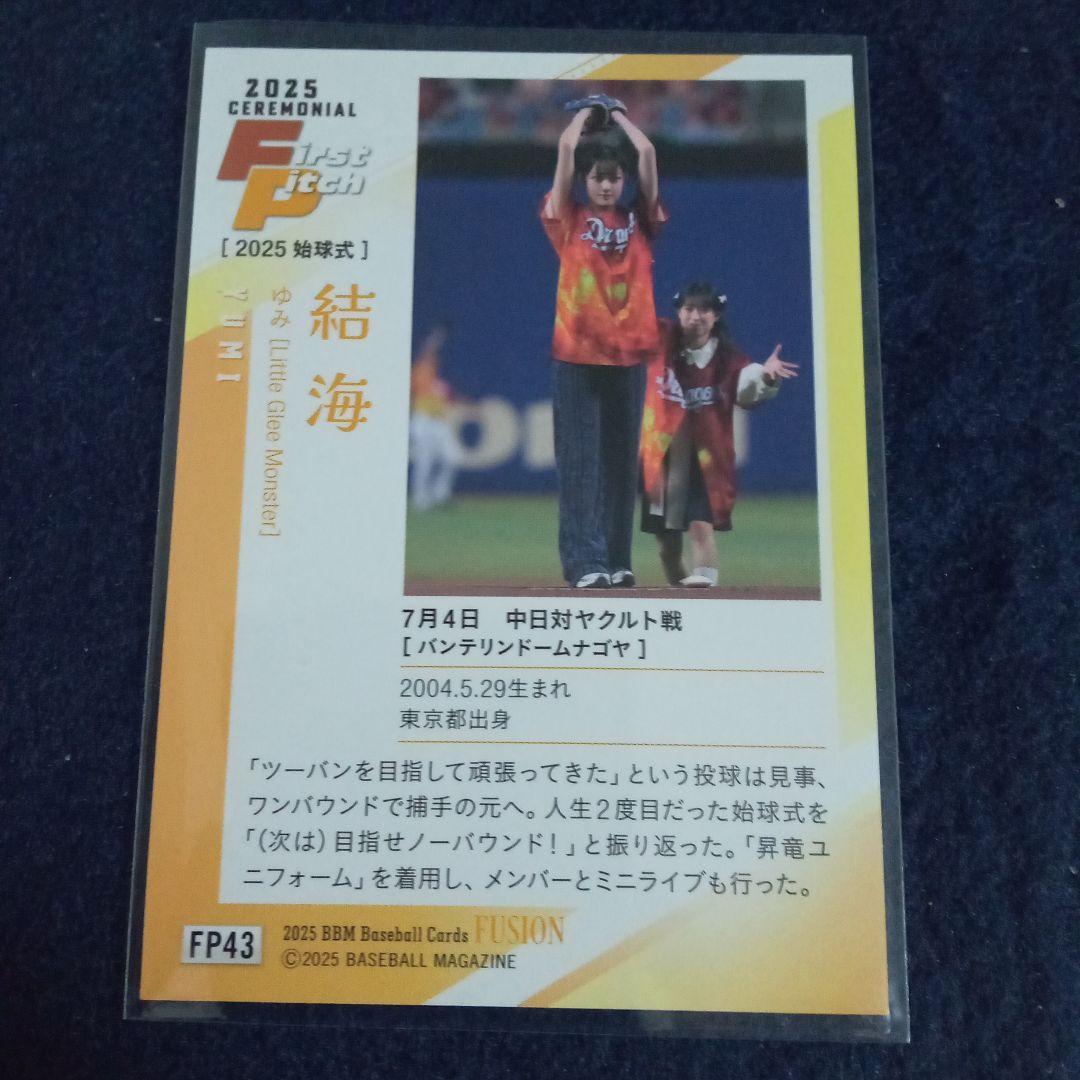 2025
CEREMONIAL
First
Pitch
[ 2025 始球式 ]
結海
ゆみ [Little Glee Monster]
YUMI
Dragons
Dragons
7月4日　中日対ヤクルト戦
[ バンテリンドームナゴヤ ]
2004.5.29生まれ
東京都出身
「ツーバンを目指して頑張ってきた」という投球は見事、
ワンバウンドで捕手の元へ。人生2度目だった始球式を
「(次は)目指せノーバウンド!」と振り返った。「昇竜ユ
ニフォーム」を着用し、メンバーとミニライブも行った。
FP43
2025 BBM Baseball Cards FUSION
©2025 BASEBALL MAGAZINE